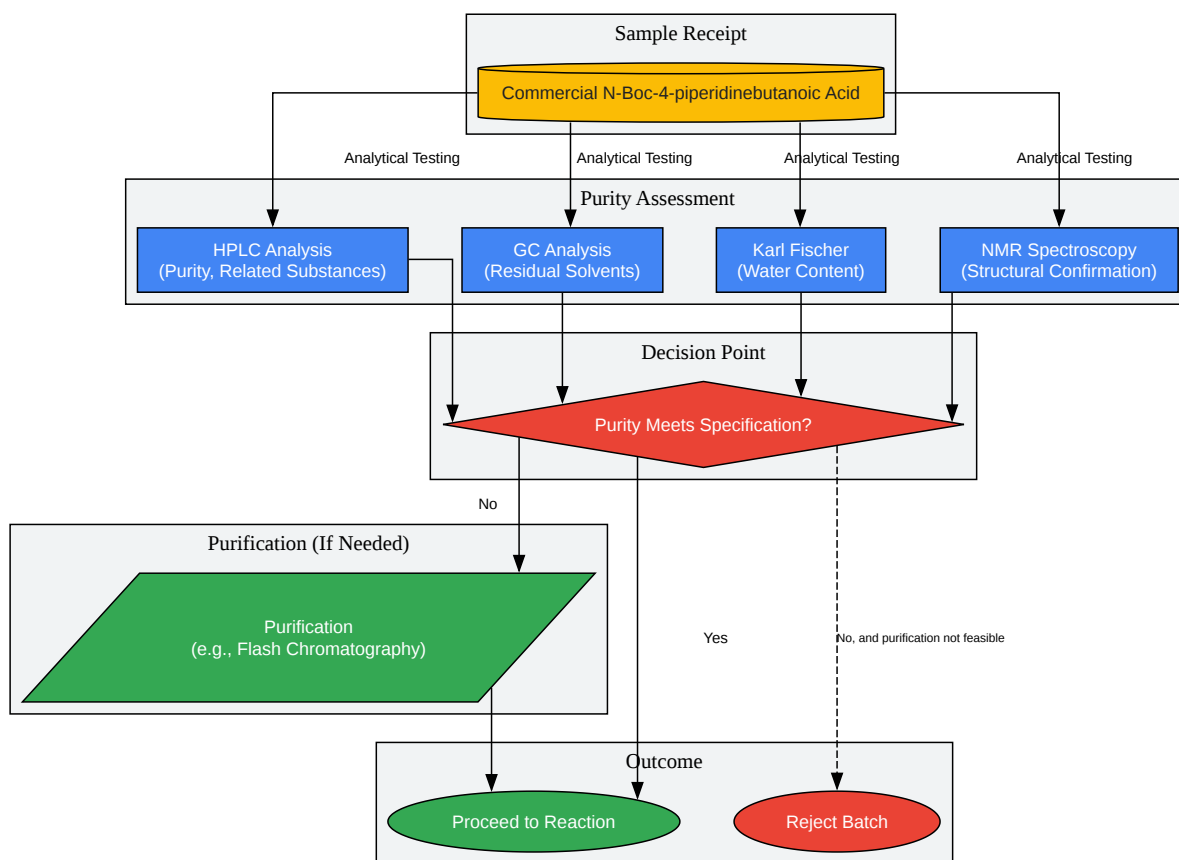 Sample Receipt
Commercial N-Boc-4-piperidinebutanoic Acid
Analytical Testing
Analytical Testing
Analytical Testing
Analytical Testing
Purity Assessment
HPLC Analysis
(Purity, Related Substances)
GC Analysis
(Residual Solvents)
Karl Fischer
(Water Content)
NMR Spectroscopy
(Structural Confirmation)
Decision Point
Purity Meets Specification?
No
Purification (If Needed)
Purification
(e.g., Flash Chromatography)
Yes
No, and purification not feasible
Outcome
Proceed to Reaction
Reject Batch